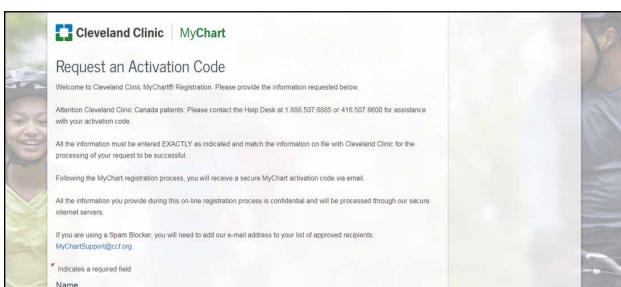 Cleveland Clinic MyChart
Request an Activation Code
Welcome to Cleveland Clinic MyChart® Registration. Please provide the information requested below.
Attention Cleveland Clinic Canada patients: Please contact the Help Desk at 1.888.507.6885 or 416.507.6600 for assistance
with your activation code.
All the information must be entered EXACTLY as indicated and match the information on file with Cleveland Clinic for the
processing of your request to be successful.
Following the MyChart registration process, you will receive a secure MyChart activation code via email.
All the information you provide during this on-line registration process is confidential and will be processed through our secure
internet servers.
If you are using a Spam Blocker, you will need to add our e-mail address to your list of approved recipients:
MyChartSupport@ccf.org.
Indicates a required field
Name